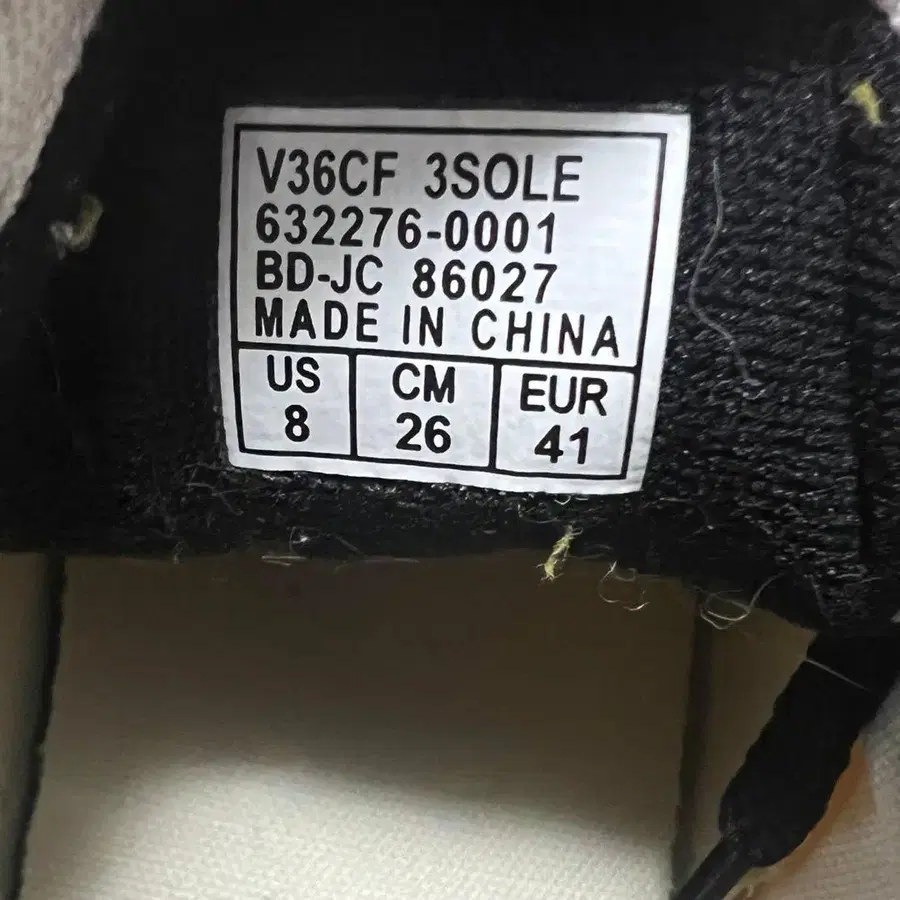 V36CF 3SOLE
632276-0001
BD-JC 86027
MADE IN CHINA
US CM EUR
8 26 41